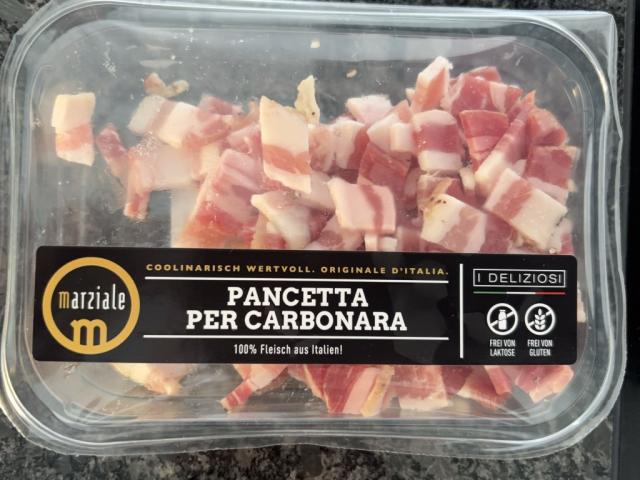 COOLINARISCH WERTVOLL. ORIGINALE D'ITALIA.
marziale
m
PANCETTA
PER CARBONARA
100% Fleisch aus Italien!
I DELIZIOSI
FREI VON
LAKTOSE
FREI VON
GLUTEN